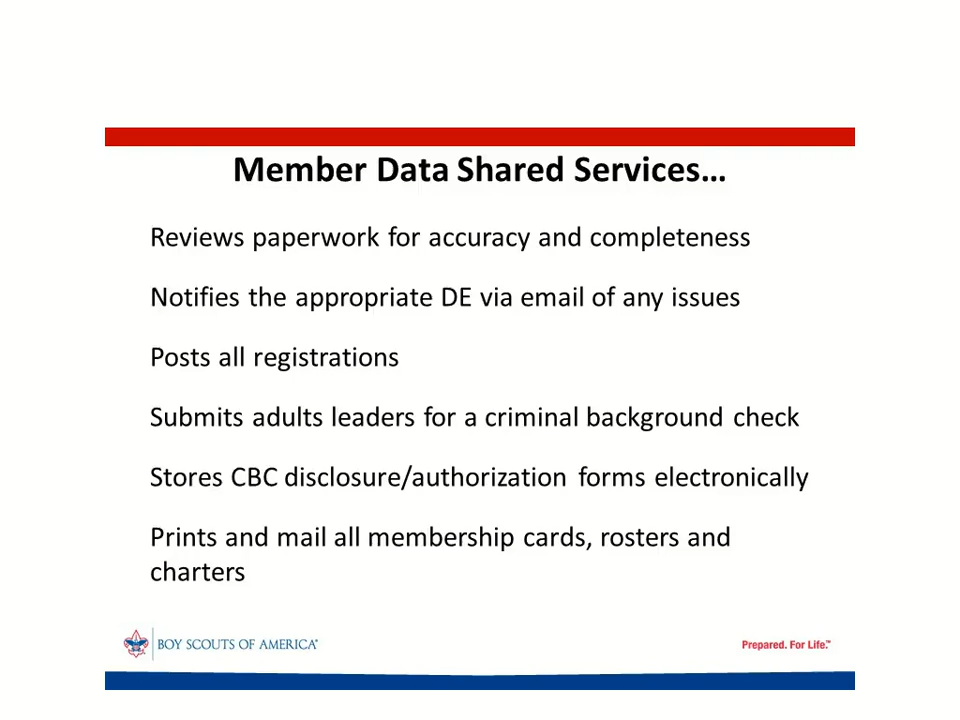 Member Data Shared Services…
Reviews paperwork for accuracy and completeness
Notifies the appropriate DE via email of any issues
Posts all registrations
Submits adults leaders for a criminal background check
Stores CBC disclosure/authorization forms electronically
Prints and mail all membership cards, rosters and
charters
BOY SCOUTS OF AMERICA®
Prepared. For Life.™